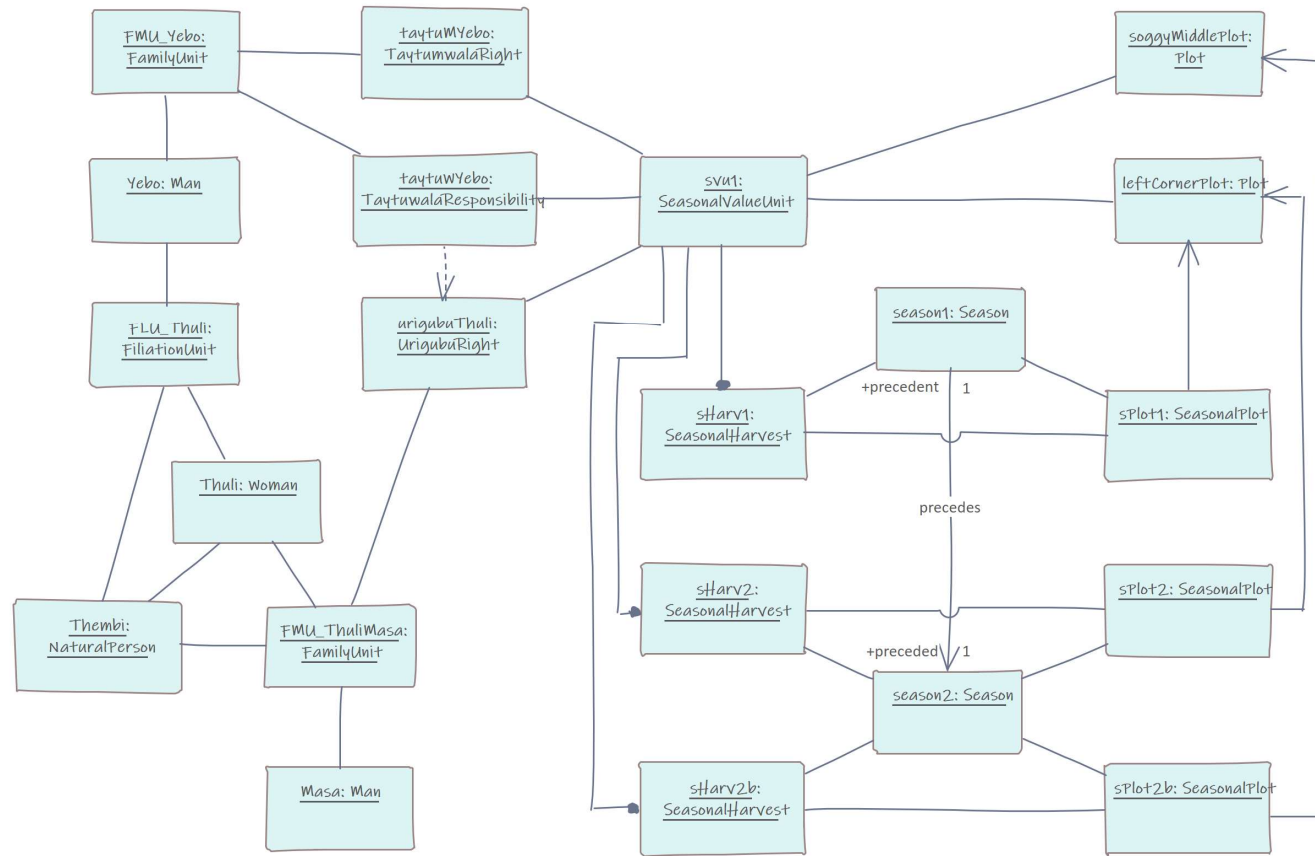 FMU_Yebo:
FamilyUnit
taytuMYebo:
TaytumwalaRight
soggyMiddlePlot:
Plot
Yebo: Man
taytuWYebo:
TaytuwalaResponsibility
svu1:
SeasonalValueUnit
leftCornerPlot: Plot
FLU_Thuli:
FiliationUnit
urigubuThuli:
UrigubuRight
season1: Season
+precedent
1
sHarv1:
SeasonalHarvest
sPlot1: SeasonalPlot
Thuli: Woman
precedes
sHarv2:
SeasonalHarvest
sPlot2: SeasonalPlot
Thembi:
NaturalPerson
FMU_ThuliMasa:
FamilyUnit
+preceded
1
season2: Season
Masa: Man
sHarv2b:
SeasonalHarvest
sPlot2b: SeasonalPlot